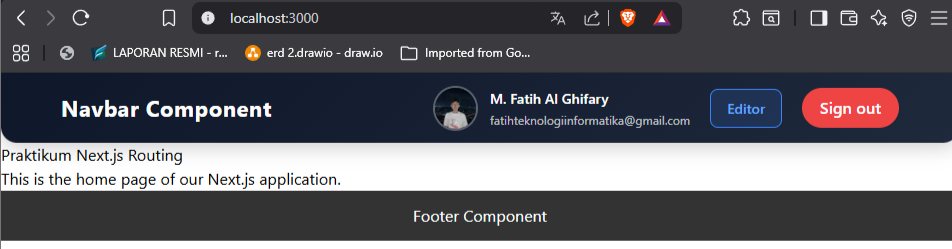 localhost:3000
LAPORAN RESMI - r...
erd 2.drawio - draw.io
Imported from Go...
Navbar Component
M. Fatih Al Ghifary
fatihteknologiinformatika@gmail.com
Editor
Sign out
Praktikum Next.js Routing
This is the home page of our Next.js application.
Footer Component